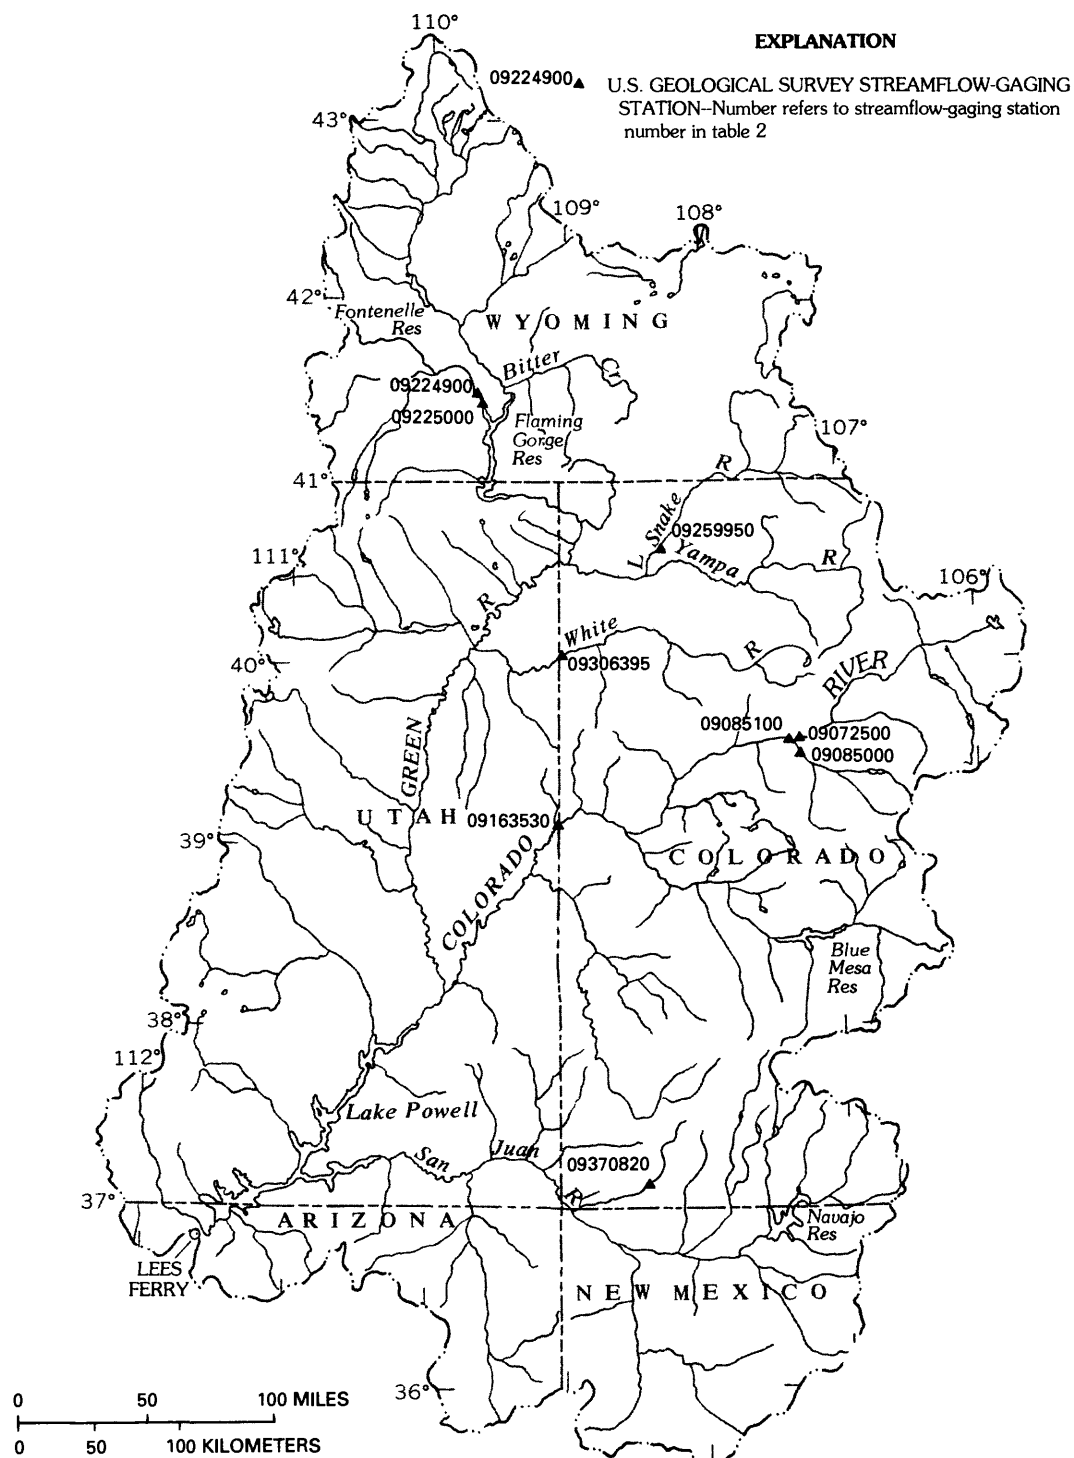 110°
EXPLANATION
09224900
U.S. GEOLOGICAL SURVEY STREAMFLOW-GAGING
STATION--Number refers to streamflow-gaging station
number in table 2
43°
109°
108°
42°
Fontenelle
Res
WYOMING
Bitter
Cr
09224900
09225000
Flaming
Gorge
Res
107°
R
41°
Snake
L
09259950
Yampa
R
111°
106°
R
White
R
40°
09306395
RIVER
09085100
09072500
09085000
GREEN
UTAH
09163530
39°
COLORADO
COLORADO
Blue
Mesa
Res
38°
112°
Lake Powell
San
Juan
09370820
R
37°
ARIZONA
Navajo
Res
LEES
FERRY
NEW MEXICO
36°
0 50 100 MILES
0 50 100 KILOMETERS